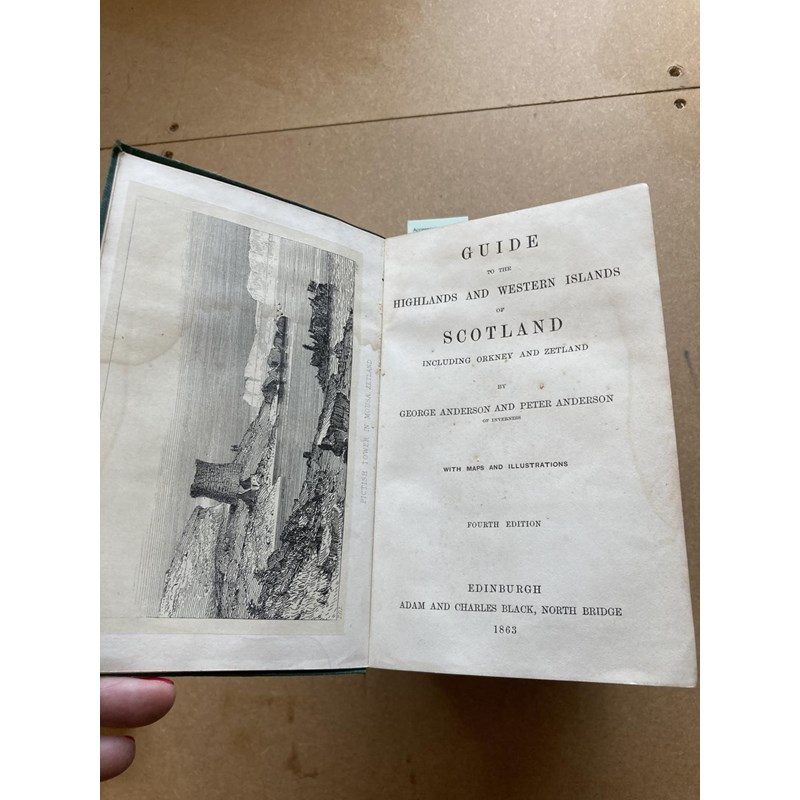 PICTISH TOWER IN MOUSA ZETLAND
GUIDE
TO THE
HIGHLANDS AND WESTERN ISLANDS
OF
SCOTLAND
INCLUDING ORKNEY AND ZETLAND
BY
GEORGE ANDERSON AND PETER ANDERSON
OF INVERNESS
WITH MAPS AND ILLUSTRATIONS
FOURTH EDITION
EDINBURGH
ADAM AND CHARLES BLACK, NORTH BRIDGE
1863